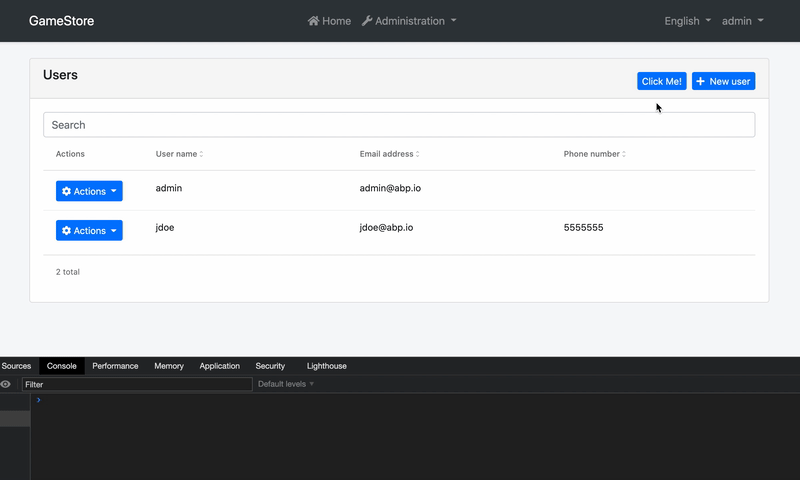 GameStore Home Administration English admin
Users Click Me! New user
Search
Actions User name Email address Phone number
Actions admin admin@abp.io
Actions jdoe jdoe@abp.io 5555555
2 total
Sources Console Performance Memory Application Security Lighthouse
Filter Default levels